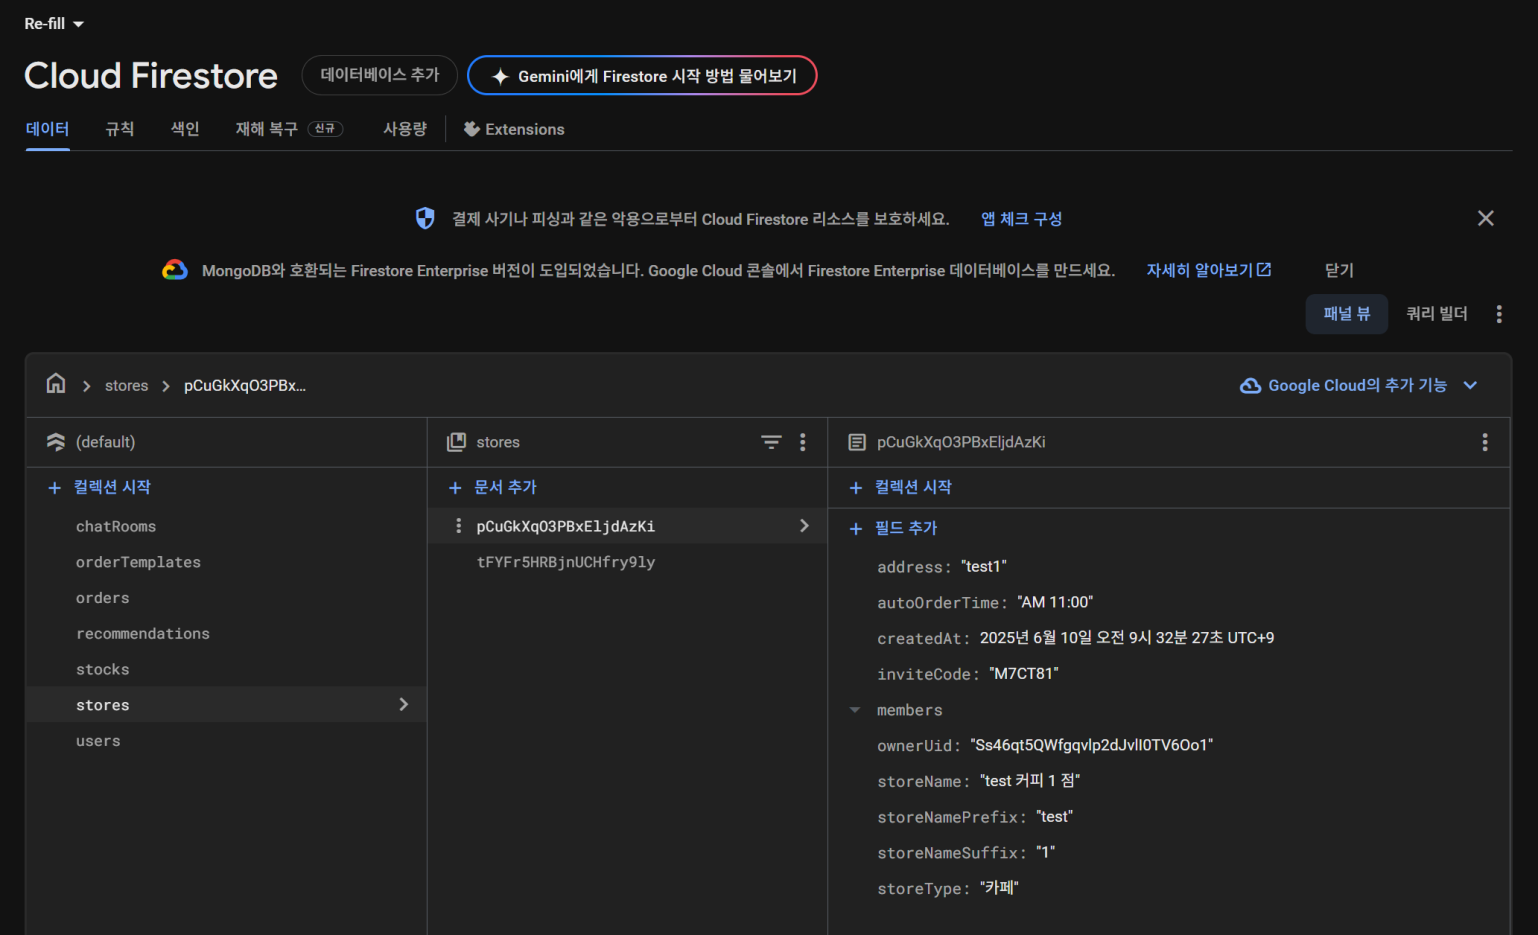 Re-fill
Cloud Firestore
데이터베이스 추가
Gemini에게 Firestore 시작 방법 물어보기
데이터
규칙
색인
재해 복구 신규
사용량
Extensions
결제 사기나 피싱과 같은 악용으로부터 Cloud Firestore 리소스를 보호하세요. 앱 체크 구성
MongoDB와 호환되는 Firestore Enterprise 버전이 도입되었습니다. Google Cloud 콘솔에서 Firestore Enterprise 데이터베이스를 만드세요. 자세히 알아보기 닫기
패널 뷰
쿼리 빌더
stores
pCuGkXqO3PBx...
Google Cloud의 추가 기능
(default)
컬렉션 시작
chatRooms
orderTemplates
orders
recommendations
stocks
stores
users
stores
문서 추가
pCuGkXqO3PBxEljdAzKi
tFYFr5HRBjnUCHfry9ly
pCuGkXqO3PBxEljdAzKi
컬렉션 시작
필드 추가
address: "test1"
autoOrderTime: "AM 11:00"
createdAt: 2025년 6월 10일 오전 9시 32분 27초 UTC+9
inviteCode: "M7CT81"
members
ownerUid: "Ss46qt5QWfgqvlp2dJvlI0TV6Oo1"
storeName: "test 커피 1 점"
storeNamePrefix: "test"
storeNameSuffix: "1"
storeType: "카페"